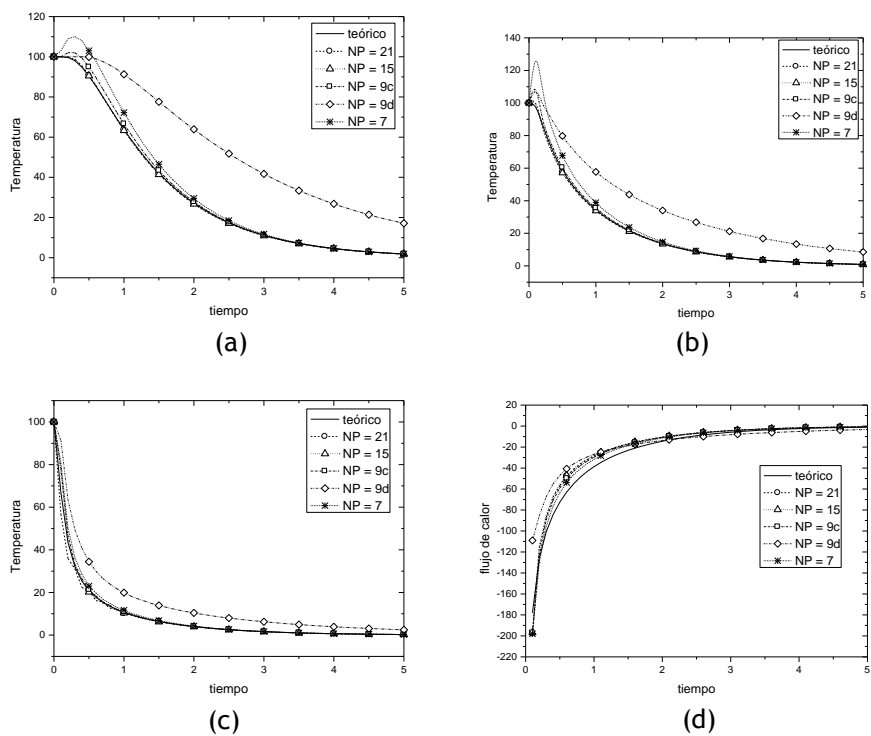 120
100
80
60
40
20
0
Temperatura
0 1 2 3 4 5
tiempo
teórico
NP = 21
NP = 15
NP = 9c
NP = 9d
NP = 7
(a)
140
120
100
80
60
40
20
0
Temperatura
0 1 2 3 4 5
tiempo
teórico
NP = 21
NP = 15
NP = 9c
NP = 9d
NP = 7
(b)
100
80
60
40
20
0
Temperatura
0 1 2 3 4 5
tiempo
teórico
NP = 21
NP = 15
NP = 9c
NP = 9d
NP = 7
(c)
20
0
-20
-40
-60
-80
-100
-120
-140
-160
-180
-200
-220
flujo de calor
0 1 2 3 4 5
tiempo
teórico
NP = 21
NP = 15
NP = 9c
NP = 9d
NP = 7
(d)